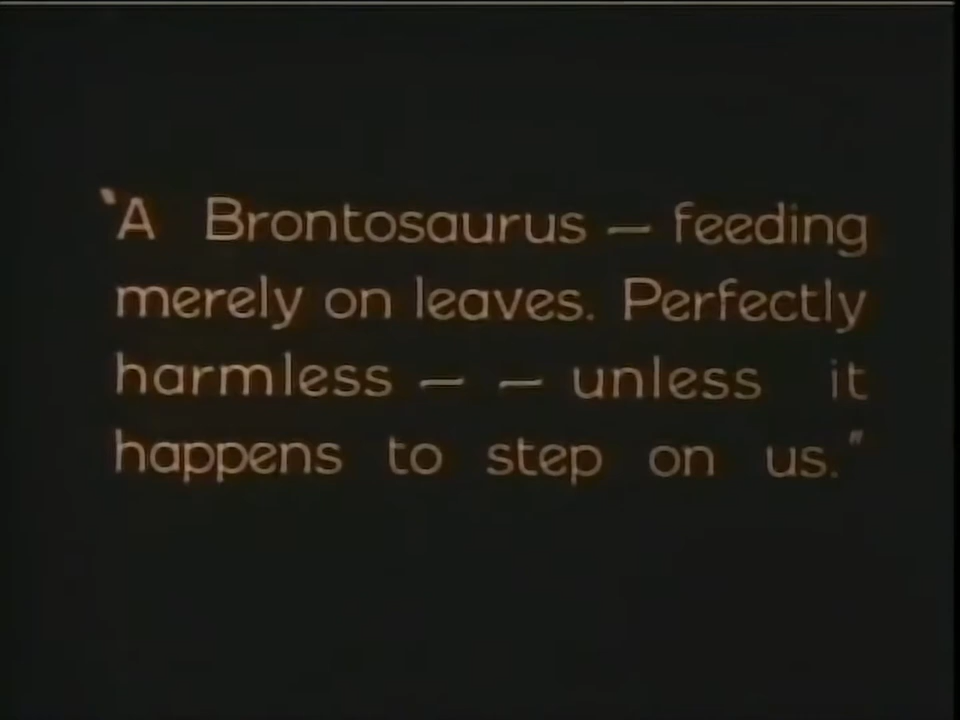 "A Brontosaurus — feeding
merely on leaves. Perfectly
harmless — — unless it
happens to step on us."